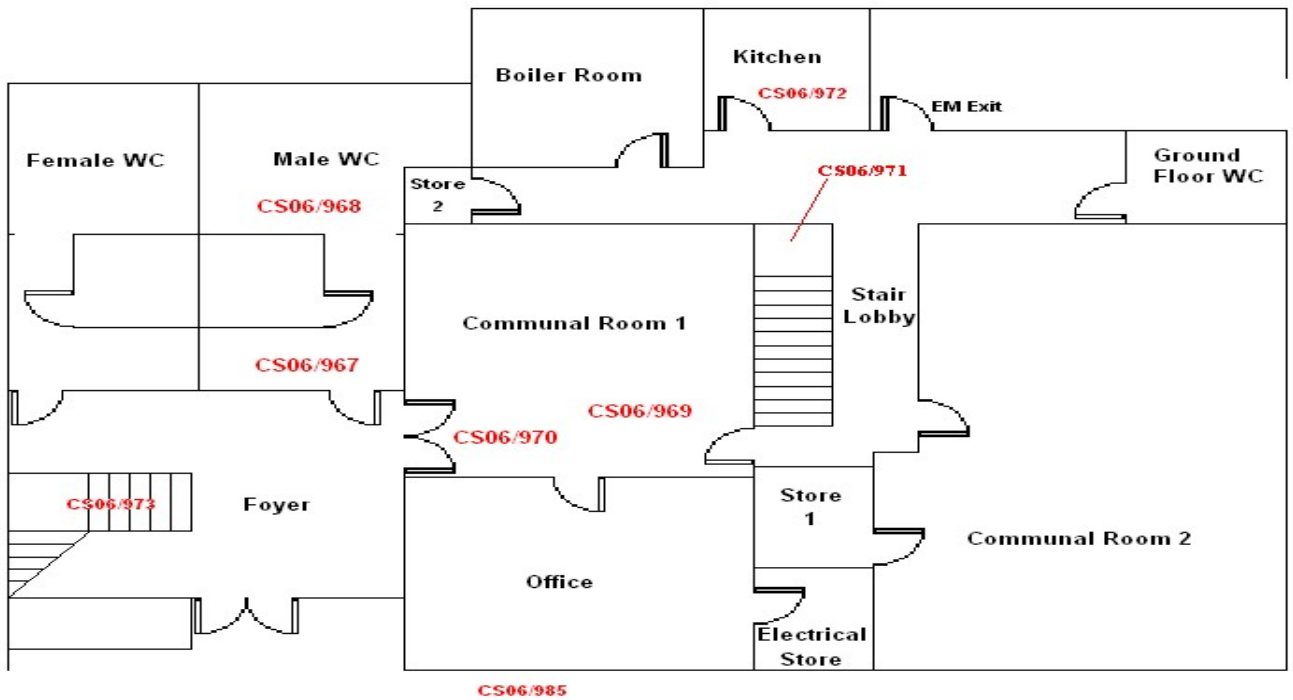 Kitchen
Boiler Room
CS06/972
EM Exit
Female WC
Male WC
CS06/971
Ground
Floor WC
Store
2
CS06/968
Stair
Lobby
Communal Room 1
CS06/967
CS06/969
CS06/970
CS06/973
Foyer
Store
1
Communal Room 2
Office
Electrical
Store
CS06/985